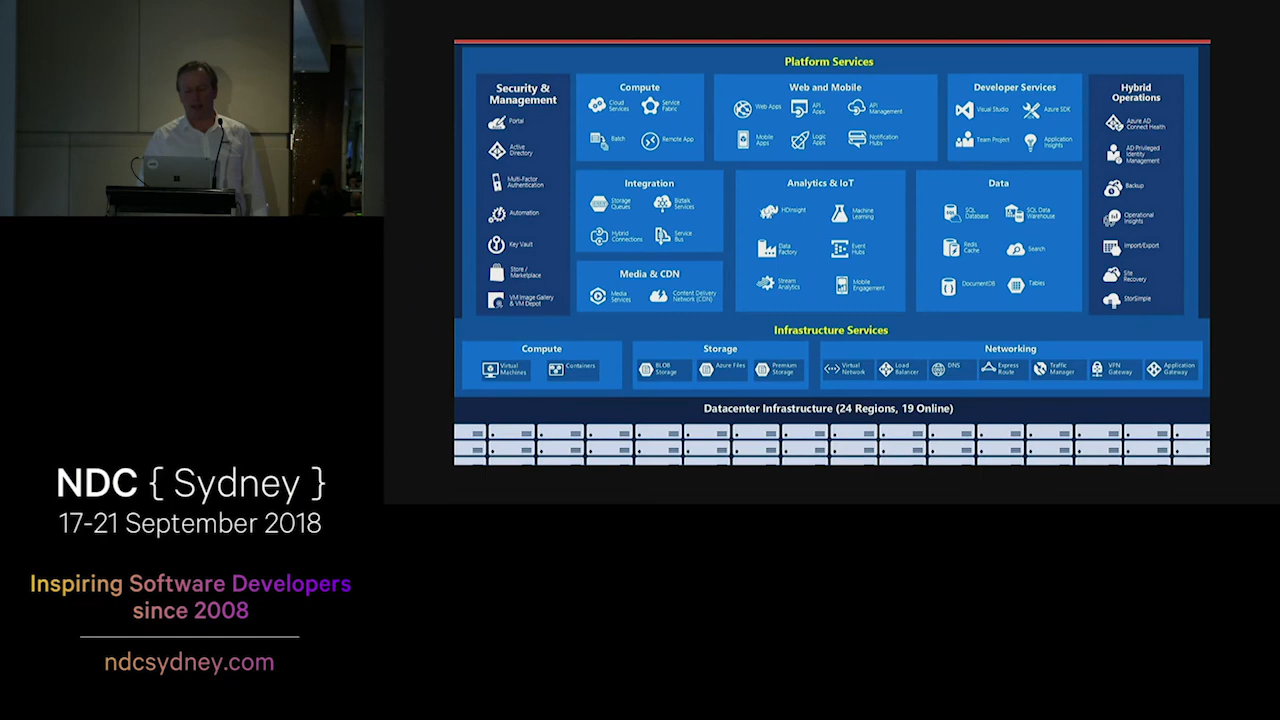 Platform Services
Security &
Management
Portal
Active
Directory
Multi-Factor
Authentication
Automation
Key Vault
Store /
Marketplace
VM Image Gallery
& VM Depot
Compute
Cloud
Services
Service
Fabric
Batch
Remote App
Web and Mobile
Web Apps
API
Apps
API
Management
Mobile
Apps
Logic
Apps
Notification
Hubs
Developer Services
Visual Studio
Azure SDK
Team Project
Application
Insights
Hybrid
Operations
Azure AD
Connect Health
AD Privileged
Identity
Management
Backup
Operational
Insights
Import/Export
Site
Recovery
StorSimple
Integration
Storage
Queues
Biztalk
Services
Hybrid
Connections
Service
Bus
Media & CDN
Media
Services
Content Delivery
Network (CDN)
Analytics & IoT
HDInsight
Machine
Learning
Data
Factory
Event
Hubs
Stream
Analytics
Mobile
Engagement
Data
SQL
Database
SQL Data
Warehouse
Redis
Cache
Search
DocumentDB
Tables
Infrastructure Services
Compute
Virtual
Machines
Containers
Storage
BLOB
Storage
Azure Files
Premium
Storage
Networking
Virtual
Network
Load
Balancer
DNS
Express
Route
Traffic
Manager
VPN
Gateway
Application
Gateway
Datacenter Infrastructure (24 Regions, 19 Online)
NDC { Sydney }
17-21 September 2018
Inspiring Software Developers
since 2008
ndcsydney.com